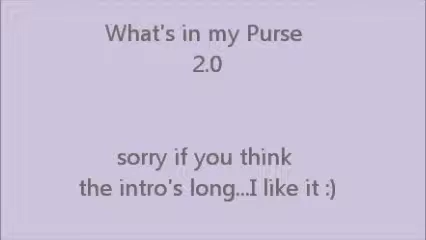 What's in my Purse
2.0
sorry if you think
the intro's long...I like it :)